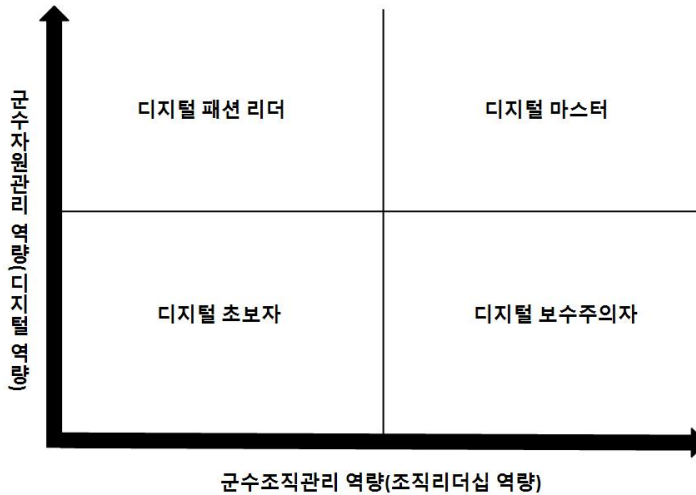 디지털 패션 리더
디지털 마스터
군수자원관리 역량(디지털 역량)
디지털 초보자
디지털 보수주의자
군수조직관리 역량(조직리더십 역량)